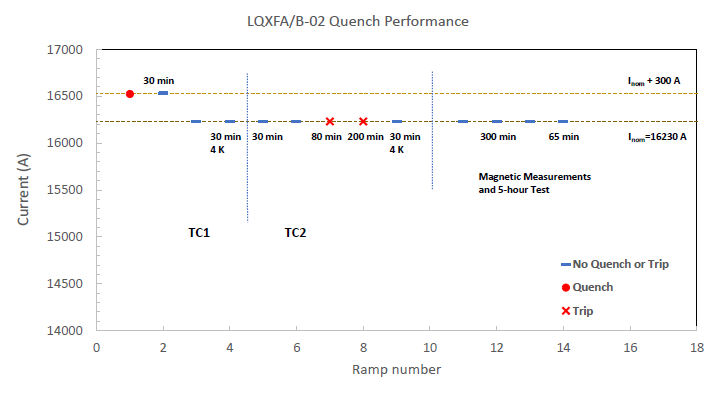 LQXFA/B-02 Quench Performance
17000
16500
16000
15500
15000
14500
14000
Current (A)
30 min
Inom + 300 A
30 min
4 K
30 min
80 min
200 min
30 min
4 K
300 min
65 min
Inom=16230 A
Magnetic Measurements
and 5-hour Test
TC1
TC2
No Quench or Trip
Quench
Trip
0
2
4
6
8
10
12
14
16
18
Ramp number